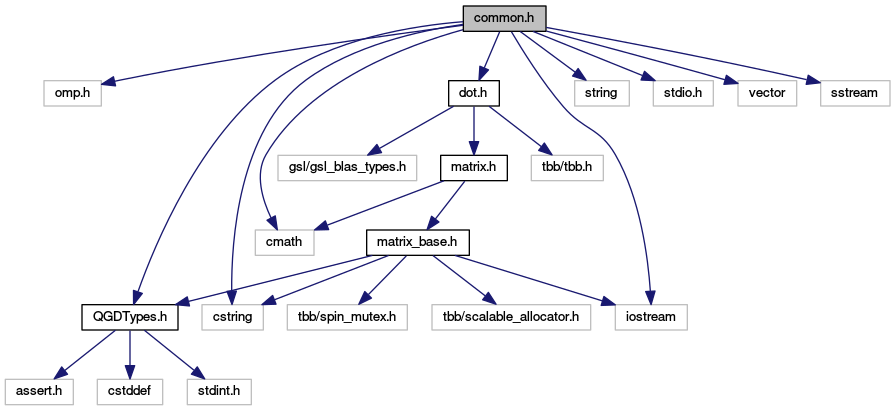 common.h
omp.h
dot.h
string
stdio.h
vector
sstream
gsl/gsl_blas_types.h
matrix.h
tbb/tbb.h
cmath
matrix_base.h
QGDTypes.h
cstring
tbb/spin_mutex.h
tbb/scalable_allocator.h
iostream
assert.h
cstddef
stdint.h